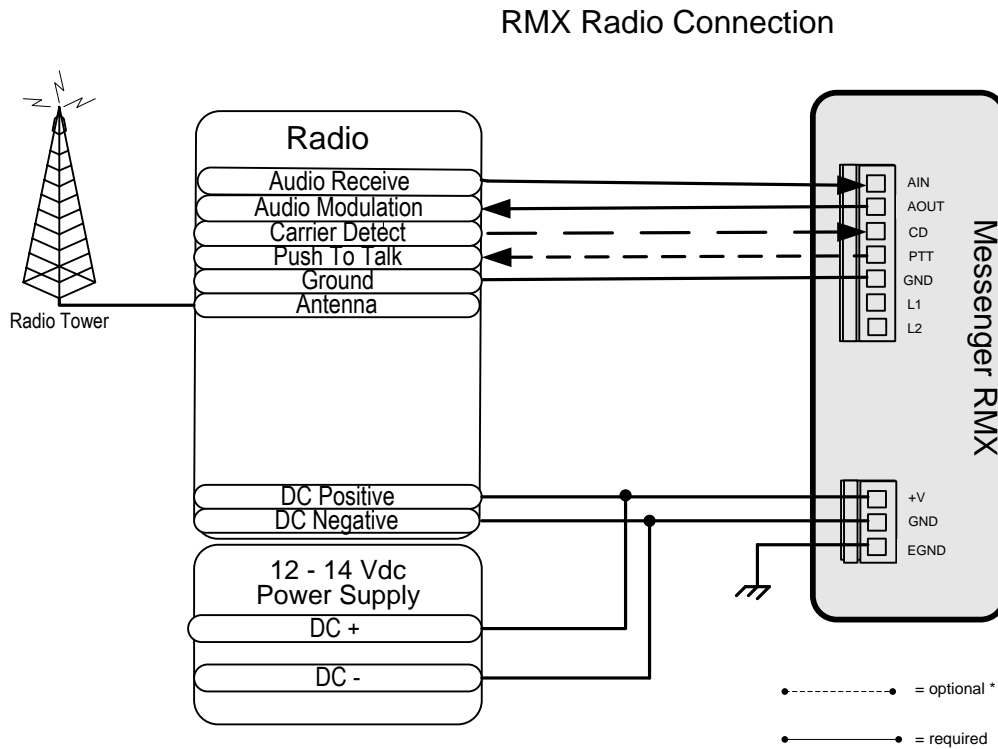 RMX Radio Connection
Radio Tower
Radio
Audio Receive
Audio Modulation
Carrier Detect
Push To Talk
Ground
Antenna
DC Positive
DC Negative
12 - 14 Vdc
Power Supply
DC +
DC -
AIN
AOUT
CD
PTT
GND
L1
L2
Messenger RMX
+V
GND
EGND
= optional *
= required